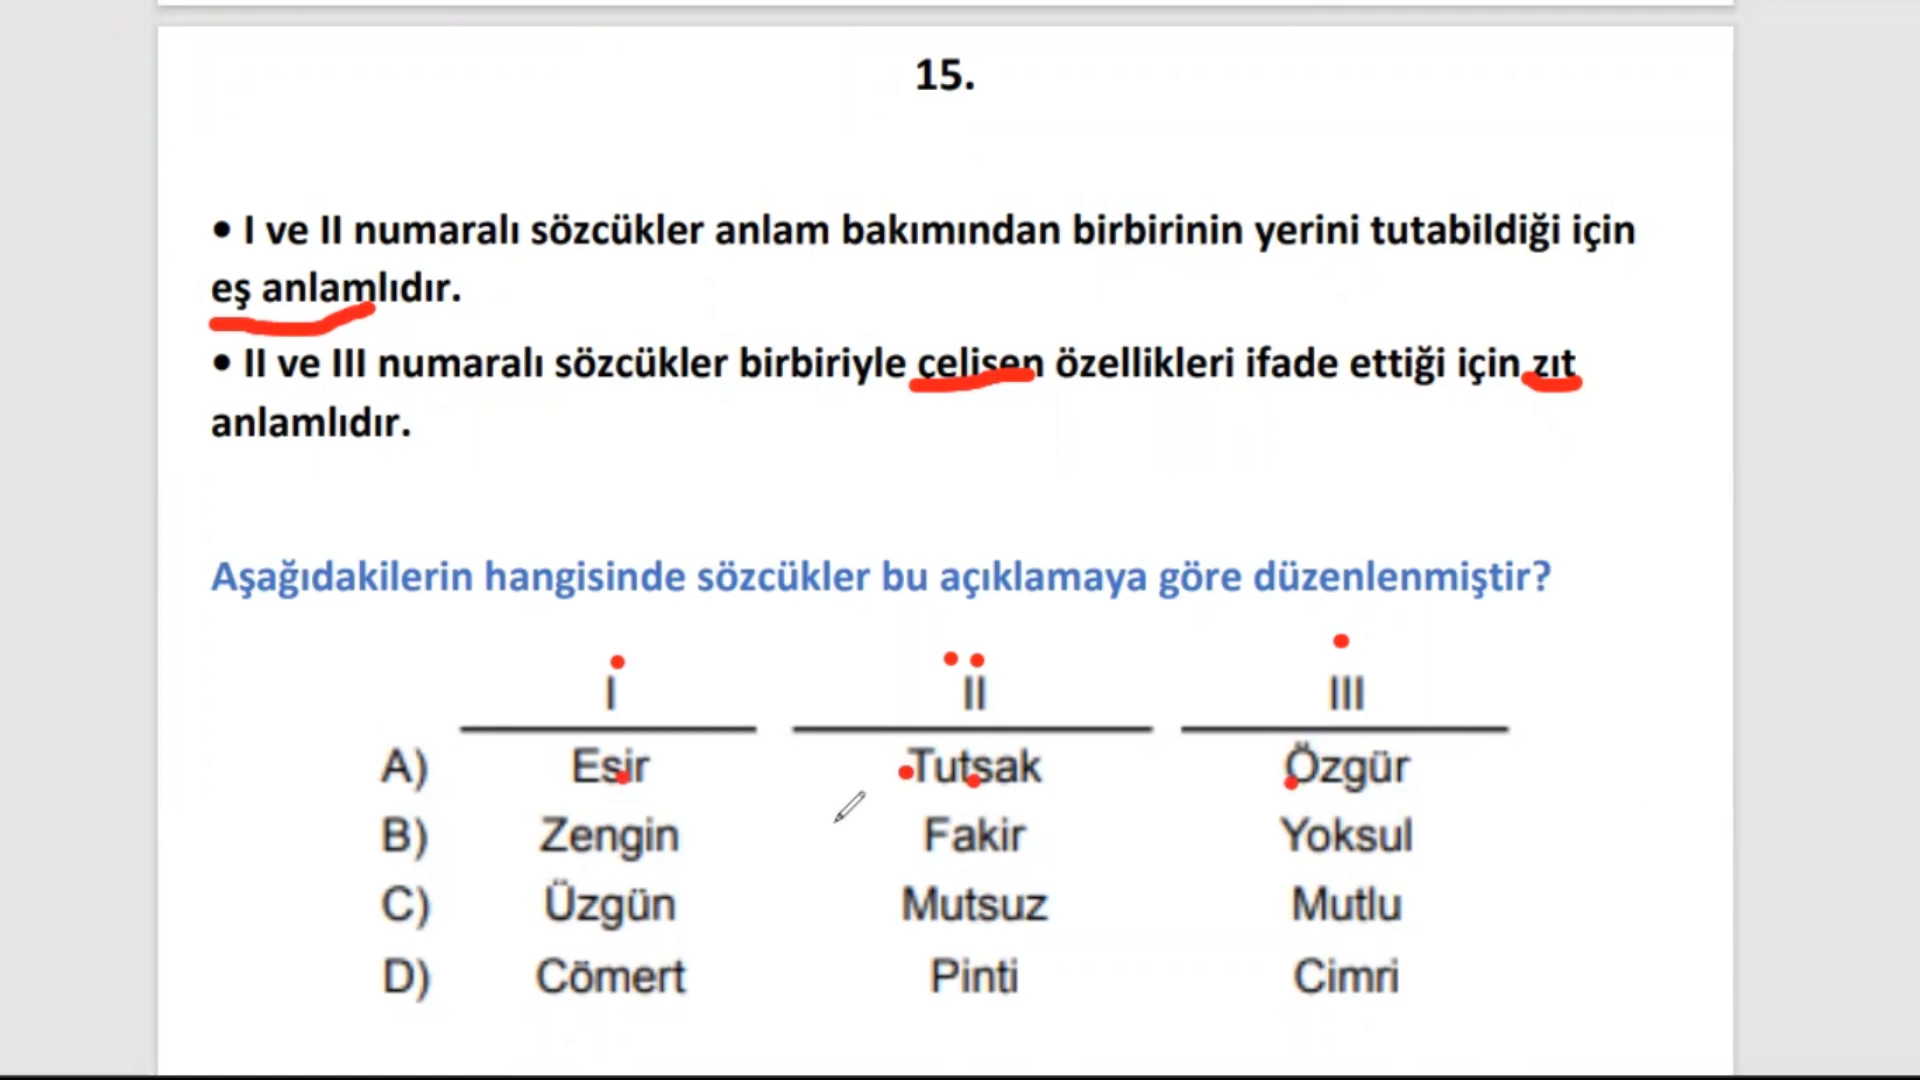 15.
• I ve II numaralı sözcükler anlam bakımından birbirinin yerini tutabildiği için
eş anlamlıdır.
• II ve III numaralı sözcükler birbiriyle çelişen özellikleri ifade ettiği için zıt
anlamlıdır.
Aşağıdakilerin hangisinde sözcükler bu açıklamaya göre düzenlenmiştir?
I II III
A) Esir Tutsak Özgür
B) Zengin Fakir Yoksul
C) Üzgün Mutsuz Mutlu
D) Cömert Pinti Cimri